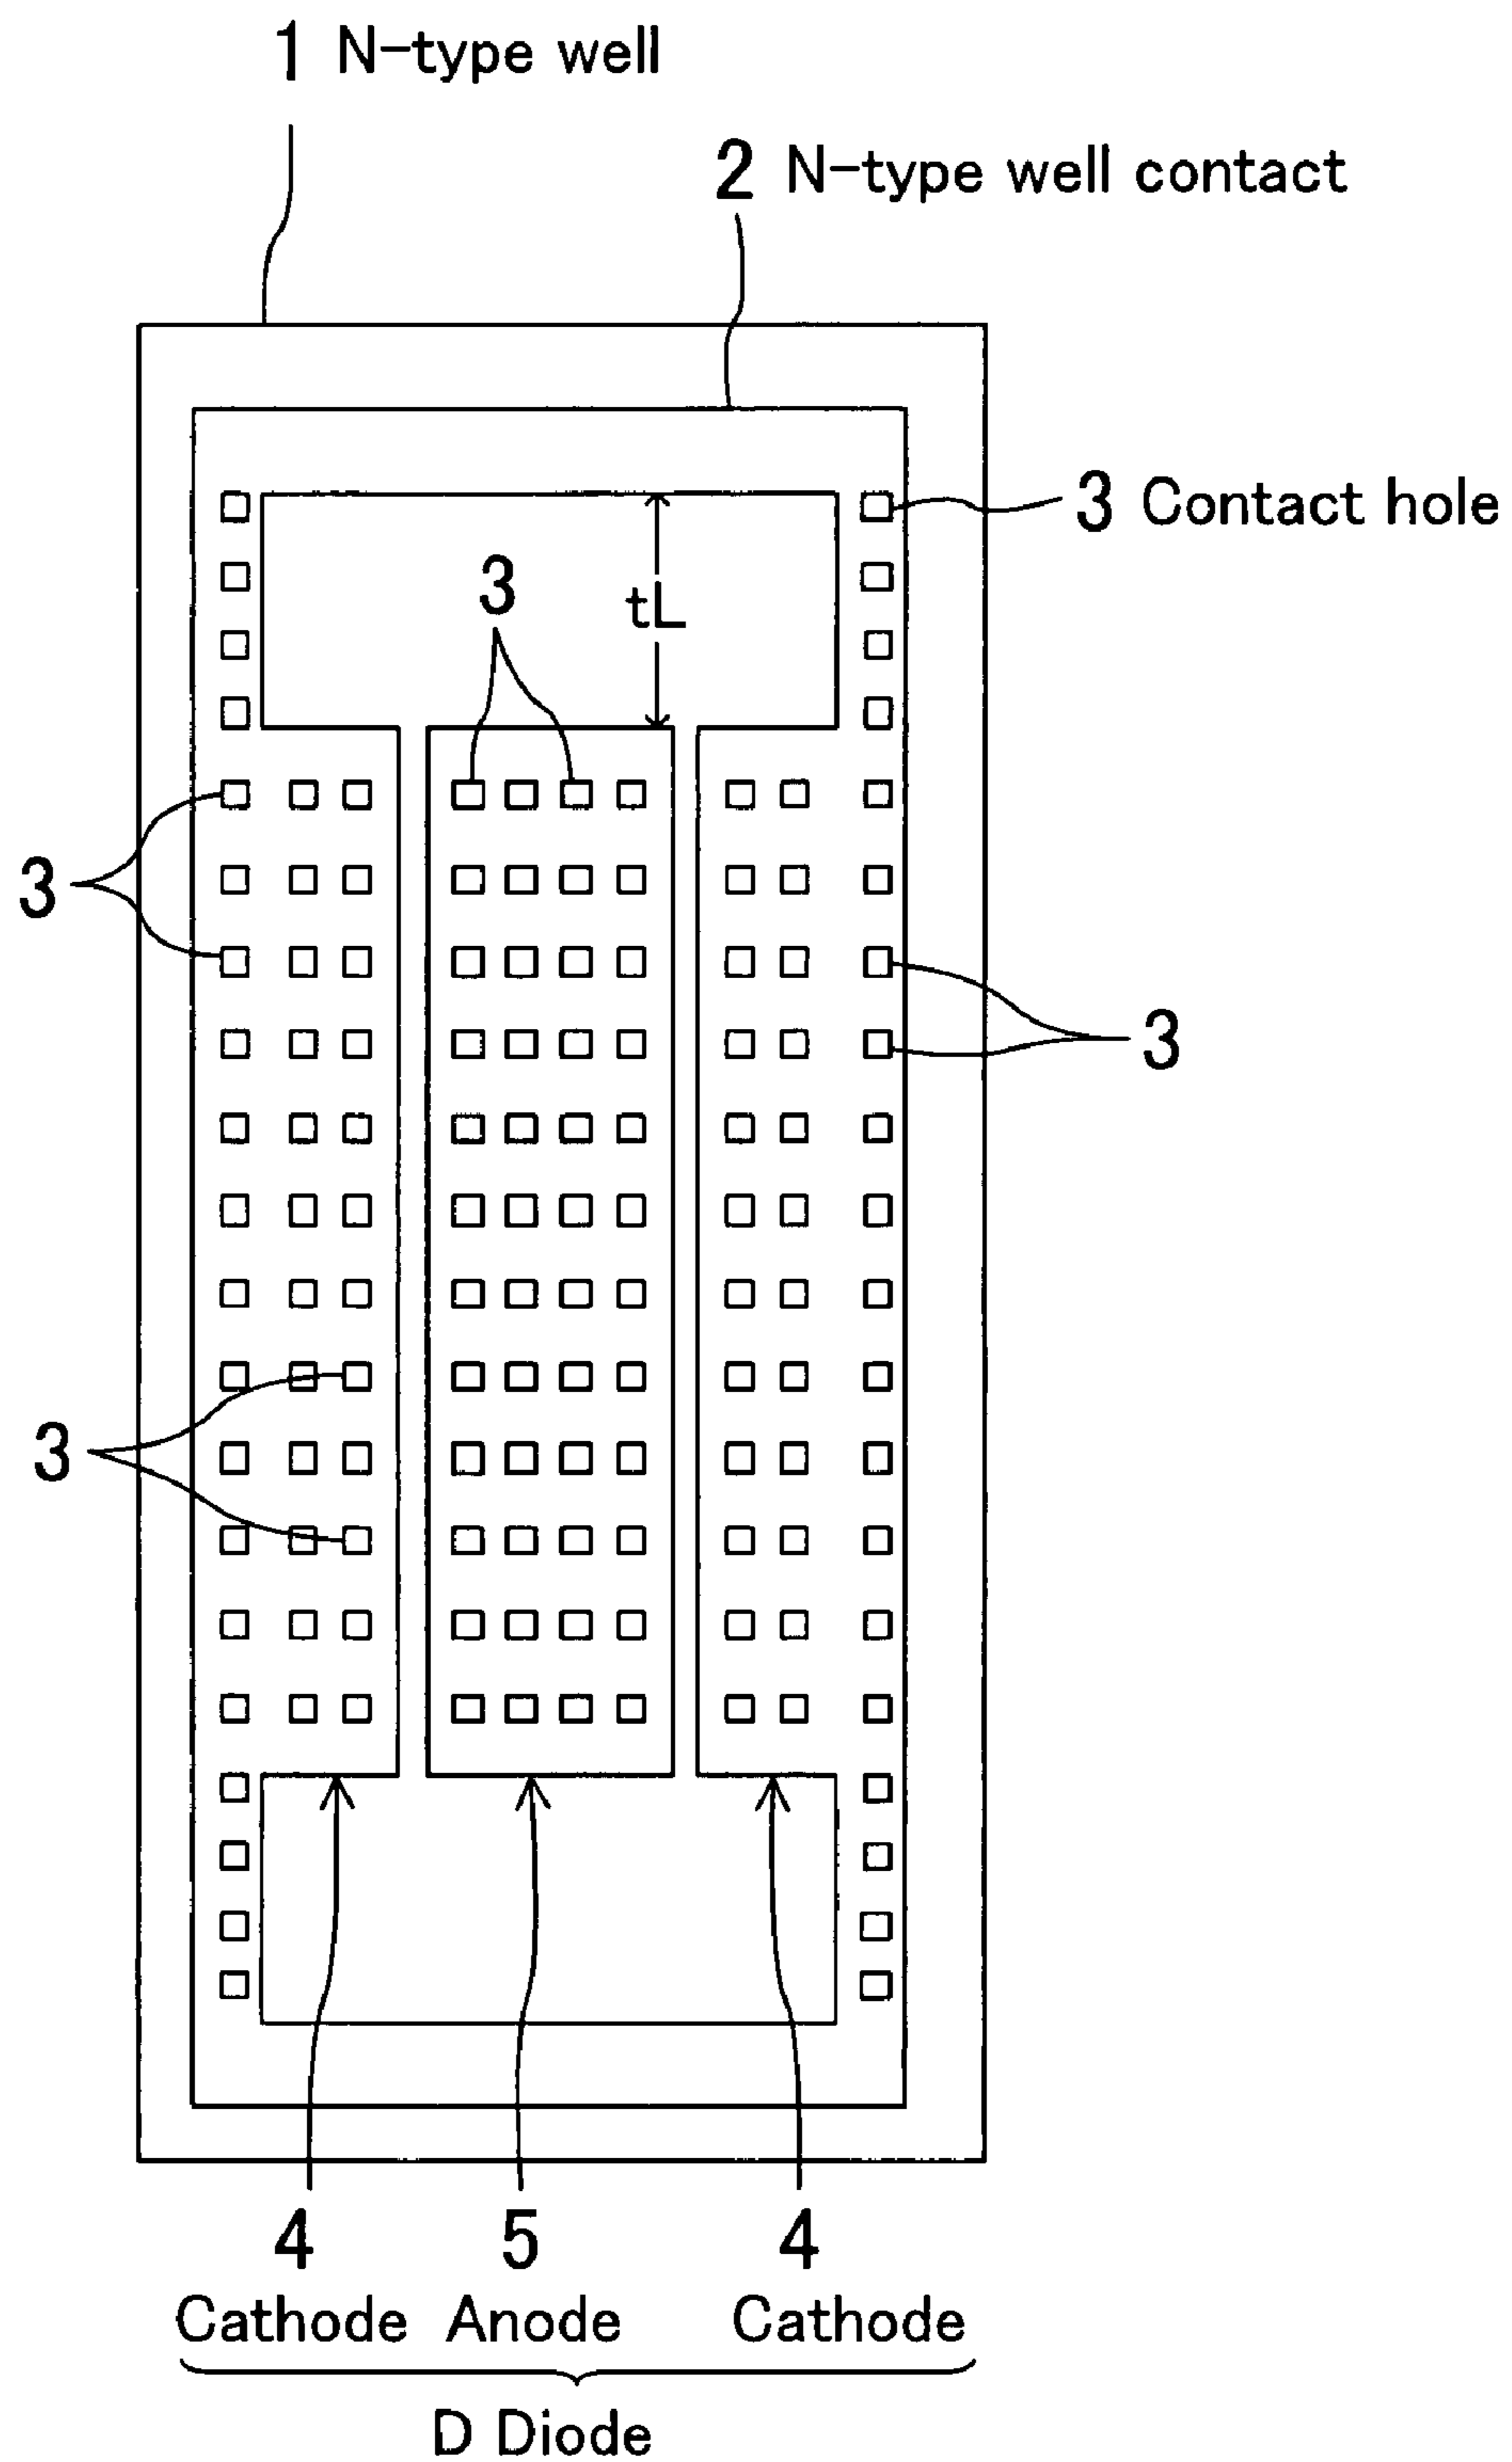 1 N-type well
2 N-type well contact
3 Contact hole
3
tL
3
3
3
4 5 4
Cathode Anode Cathode
D Diode